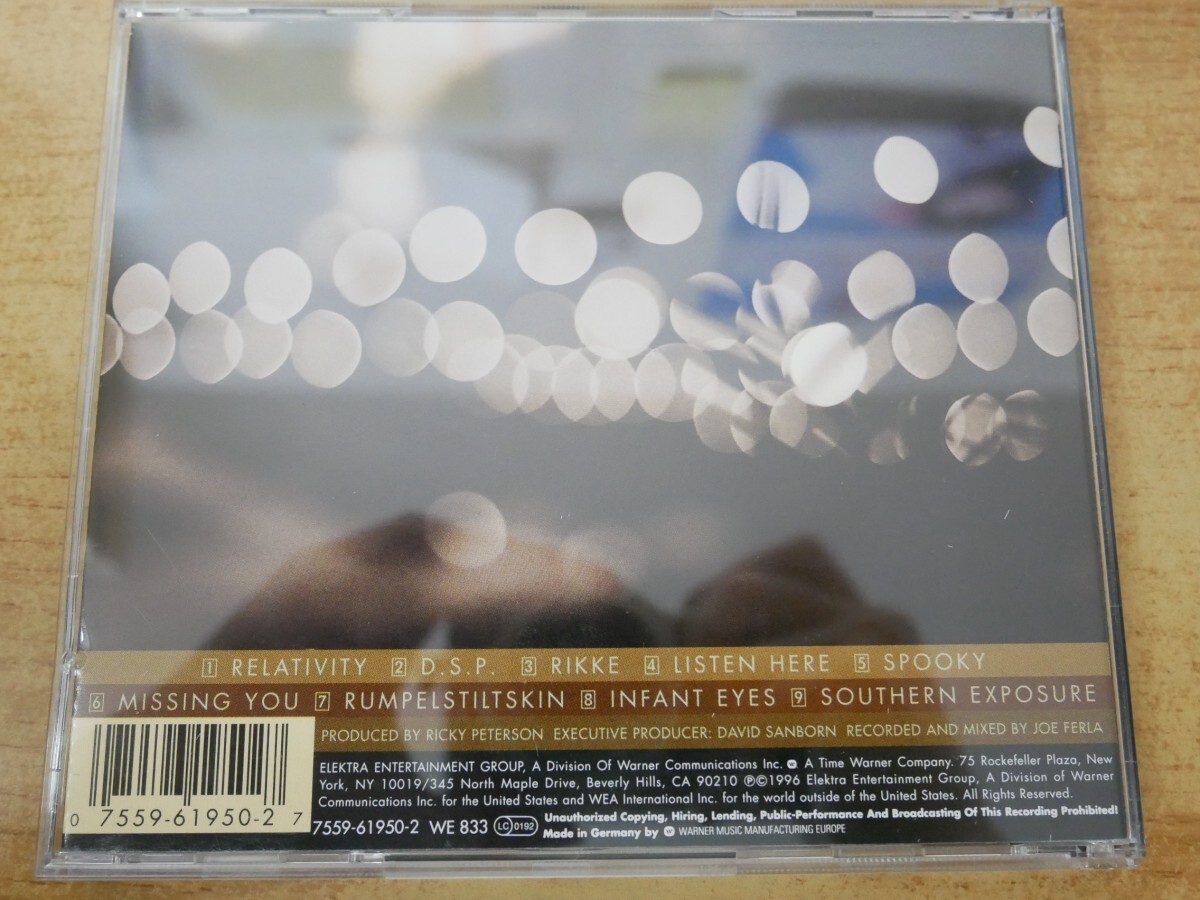 1 RELATIVITY 2 D.S.P. 3 RIKKE 4 LISTEN HERE 5 SPOOKY
6 MISSING YOU 7 RUMPELSTILTSKIN 8 INFANT EYES 9 SOUTHERN EXPOSURE
PRODUCED BY RICKY PETERSON EXECUTIVE PRODUCER: DAVID SANBORN RECORDED AND MIXED BY JOE FERLA
ELEKTRA ENTERTAINMENT GROUP, A Division Of Warner Communications Inc. A Time Warner Company. 75 Rockefeller Plaza, New
York, NY 10019/345 North Maple Drive, Beverly Hills, CA 90210 ℗©1996 Elektra Entertainment Group, A Division of Warner
Communications Inc. for the United States and WEA International Inc. for the world outside of the United States. All Rights Reserved.
0 7559-61950-2 7
7559-61950-2 WE 833 LC 0192
Unauthorized Copying, Hiring, Lending, Public-Performance And Broadcasting Of This Recording Prohibited!
Made in Germany by WARNER MUSIC MANUFACTURING EUROPE